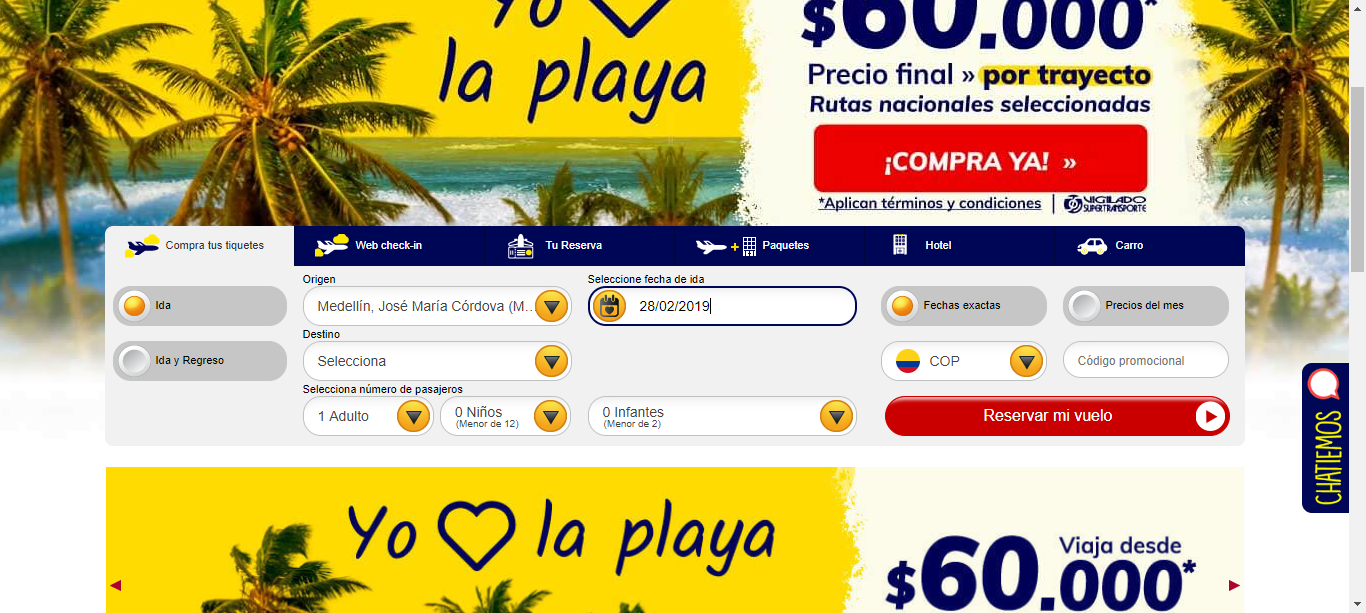 Yo
la playa
$60.000*
Precio final » por trayecto
Rutas nacionales seleccionadas
¡COMPRA YA! »
*Aplican términos y condiciones | VIGILADO
SUPERTRANSPORTE
Compra tus tiquetes
Web check-in
Tu Reserva
Paquetes
Hotel
Carro
Origen
Seleccione fecha de ida
Ida
Medellín, José María Córdova (M...
28/02/2019
Fechas exactas
Precios del mes
Destino
Ida y Regreso
Selecciona
COP
Código promocional
Selecciona número de pasajeros
1 Adulto
0 Niños
(Menor de 12)
0 Infantes
(Menor de 2)
Reservar mi vuelo
CHATIEMOS
Yo la playa
Viaja desde
$60.000*